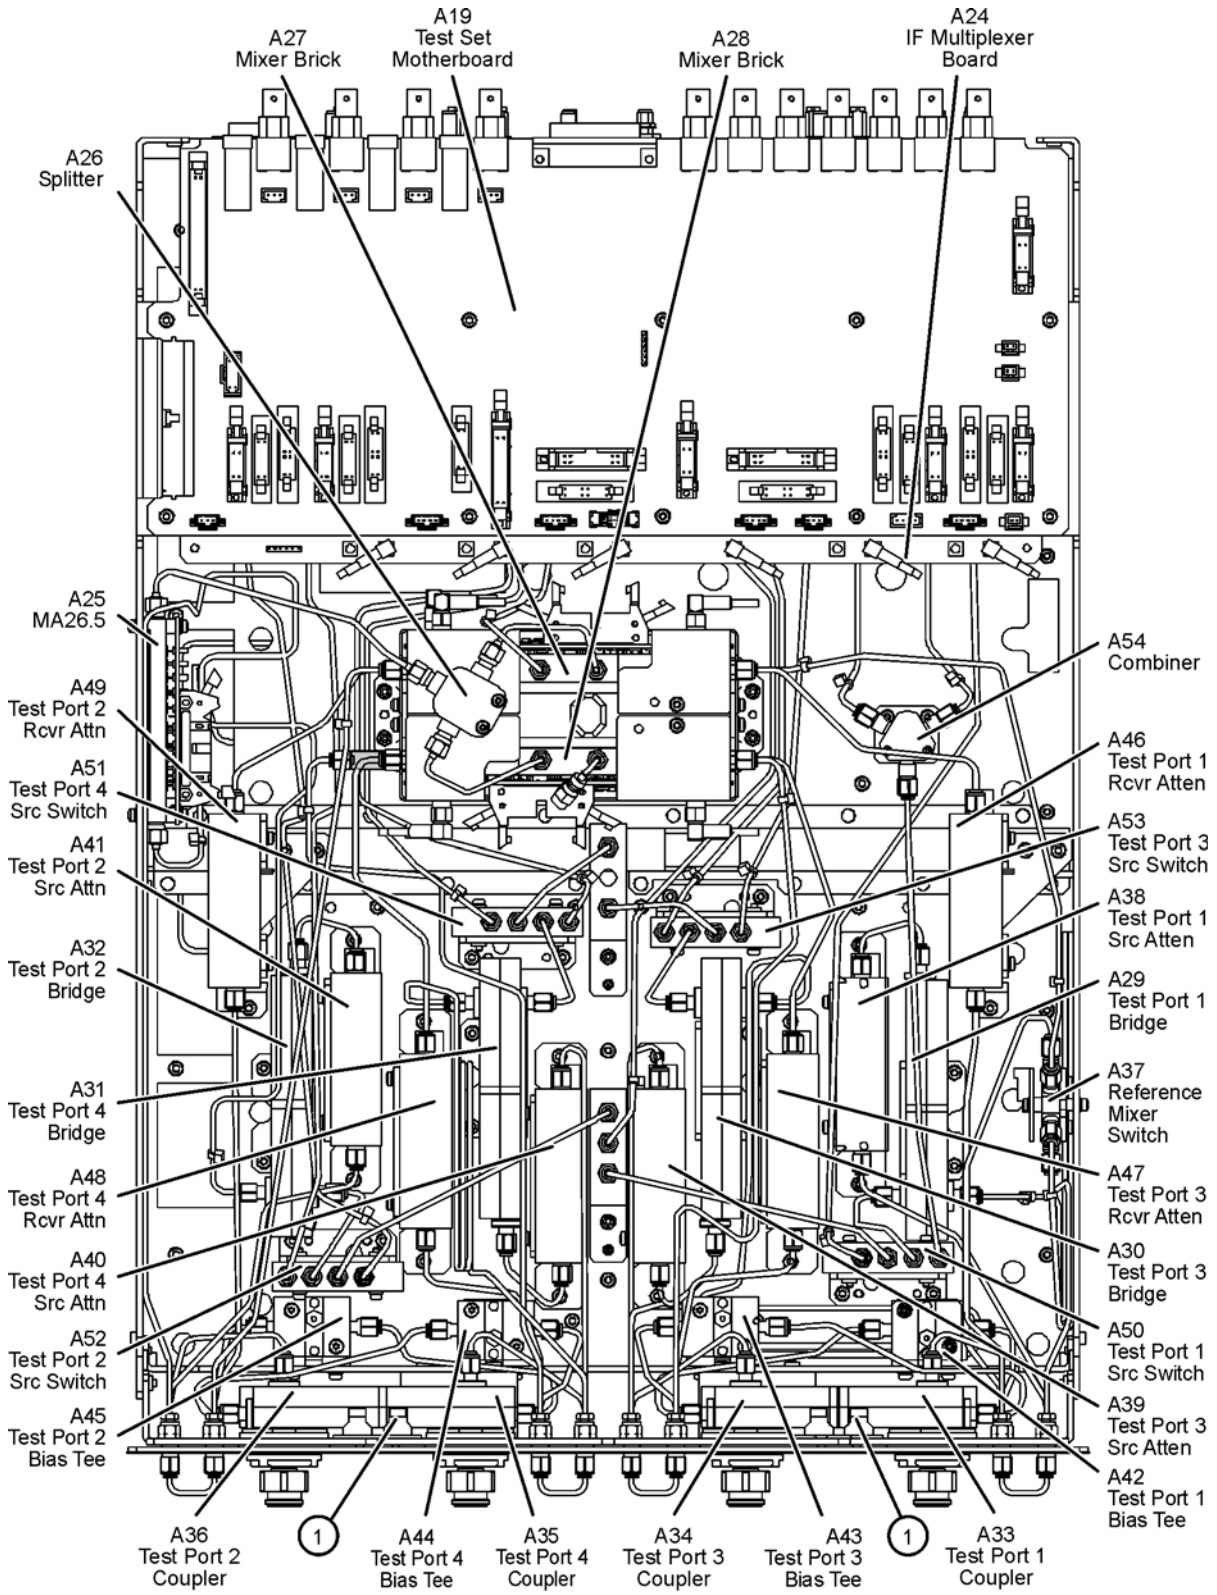 A27
Mixer Brick
A19
Test Set
Motherboard
A28
Mixer Brick
A24
IF Multiplexer
Board
A26
Splitter
A25
MA26.5
A49
Test Port 2
Rcvr Attn
A51
Test Port 4
Src Switch
A41
Test Port 2
Src Attn
A32
Test Port 2
Bridge
A31
Test Port 4
Bridge
A48
Test Port 4
Rcvr Attn
A40
Test Port 4
Src Attn
A52
Test Port 2
Src Switch
A45
Test Port 2
Bias Tee
A54
Combiner
A46
Test Port 1
Rcvr Atten
A53
Test Port 3
Src Switch
A38
Test Port 1
Src Atten
A29
Test Port 1
Bridge
A37
Reference
Mixer
Switch
A47
Test Port 3
Rcvr Atten
A30
Test Port 3
Bridge
A50
Test Port 1
Src Switch
A39
Test Port 3
Src Atten
A42
Test Port 1
Bias Tee
A36
Test Port 2
Coupler
1
A44
Test Port 4
Bias Tee
A35
Test Port 4
Coupler
A34
Test Port 3
Coupler
A43
Test Port 3
Bias Tee
1
A33
Test Port 1
Coupler